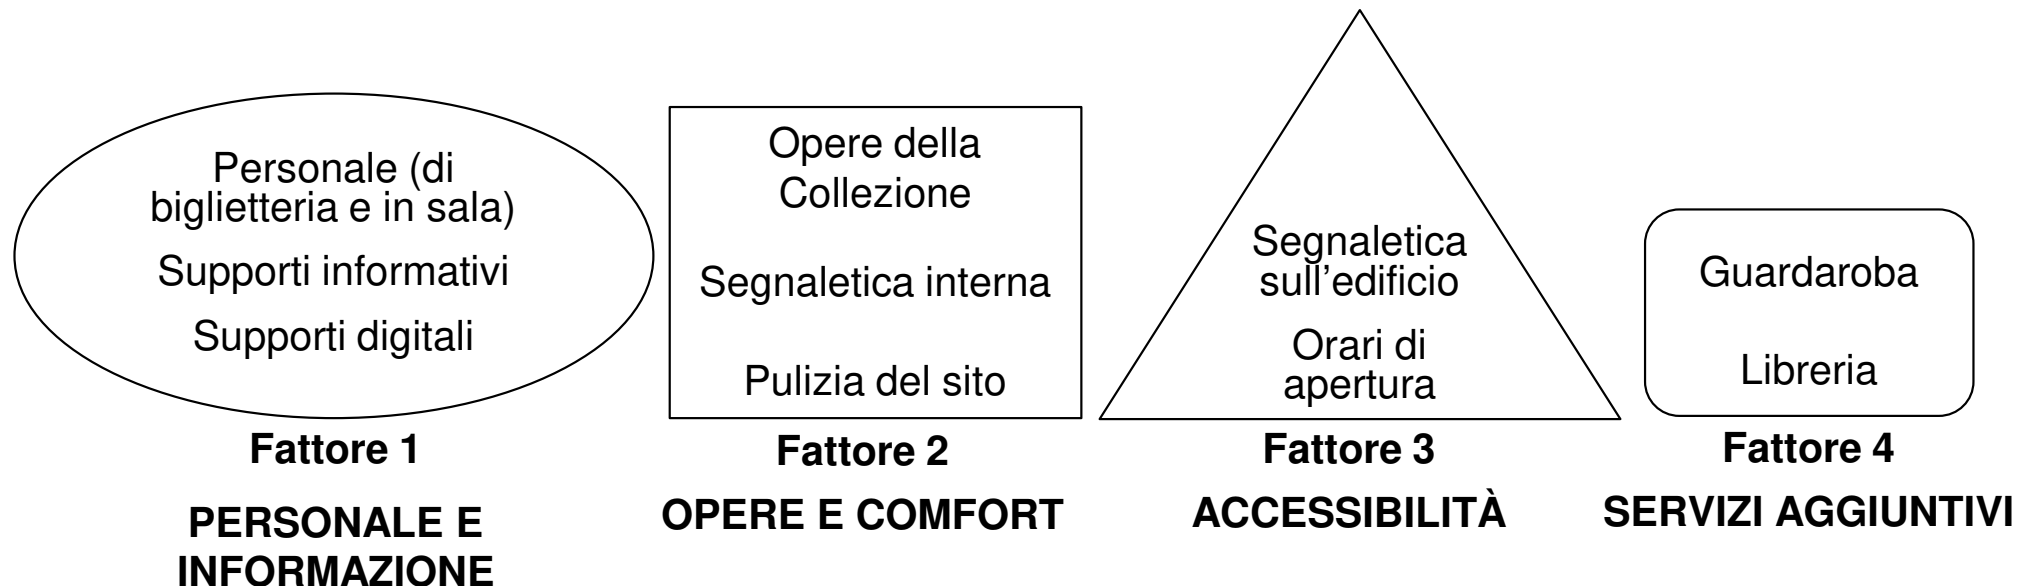 Personale (di
biglietteria e in sala)
Supporti informativi
Supporti digitali
Fattore 1
PERSONALE E
INFORMAZIONE
Opere della
Collezione
Segnaletica interna
Pulizia del sito
Fattore 2
OPERE E COMFORT
Segnaletica
sull'edificio
Orari di
apertura
Fattore 3
ACCESSIBILITÀ
Guardaroba
Libreria
Fattore 4
SERVIZI AGGIUNTIVI